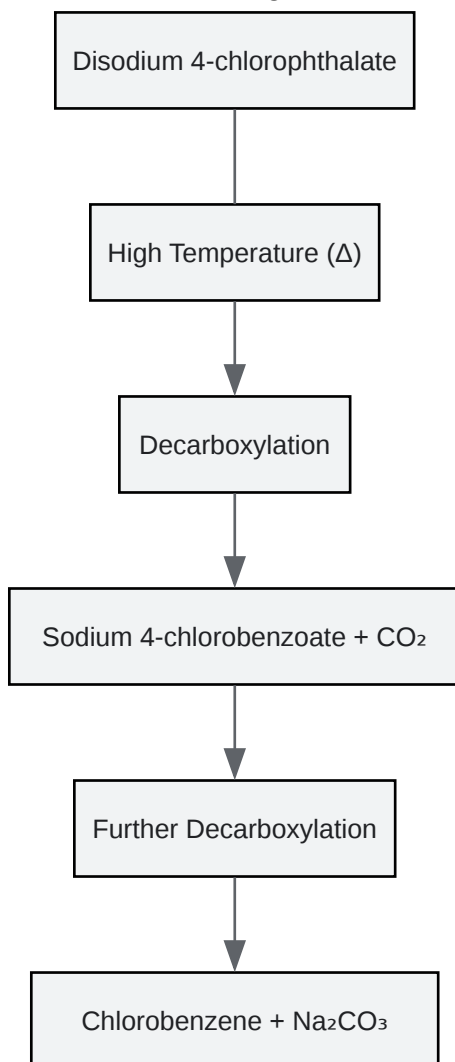 Disodium 4-chlorophthalate
High Temperature (Δ)
Decarboxylation
Sodium 4-chlorobenzoate + CO₂
Further Decarboxylation
Chlorobenzene + Na₂CO₃